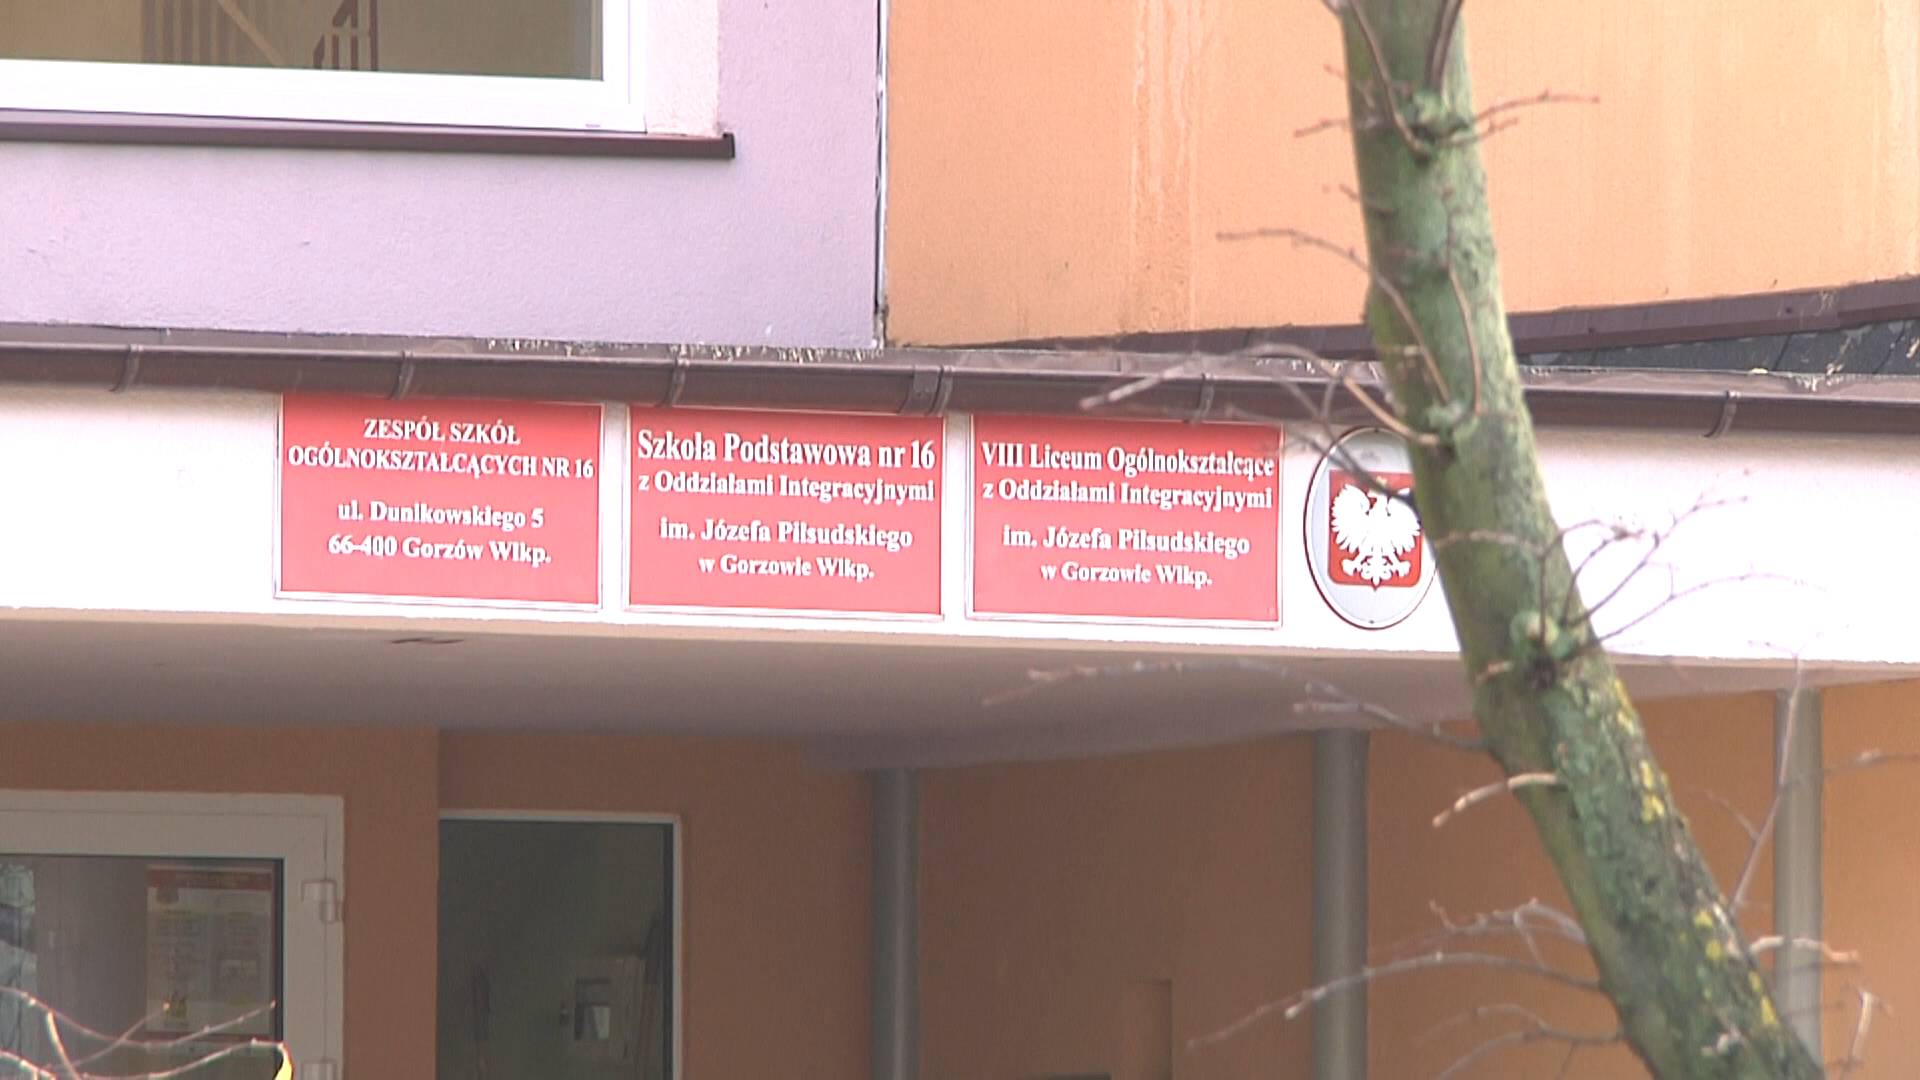 ZESPÓŁ SZKÓŁ
OGÓLNOKSZTAŁCĄCYCH NR 16
ul. Dunikowskiego 5
66-400 Gorzów Wlkp.
Szkoła Podstawowa nr 16
z Oddziałami Integracyjnymi
im. Józefa Piłsudskiego
w Gorzowie Wlkp.
VIII Liceum Ogólnokształcące
z Oddziałami Integracyjnymi
im. Józefa Piłsudskiego
w Gorzowie Wlkp.